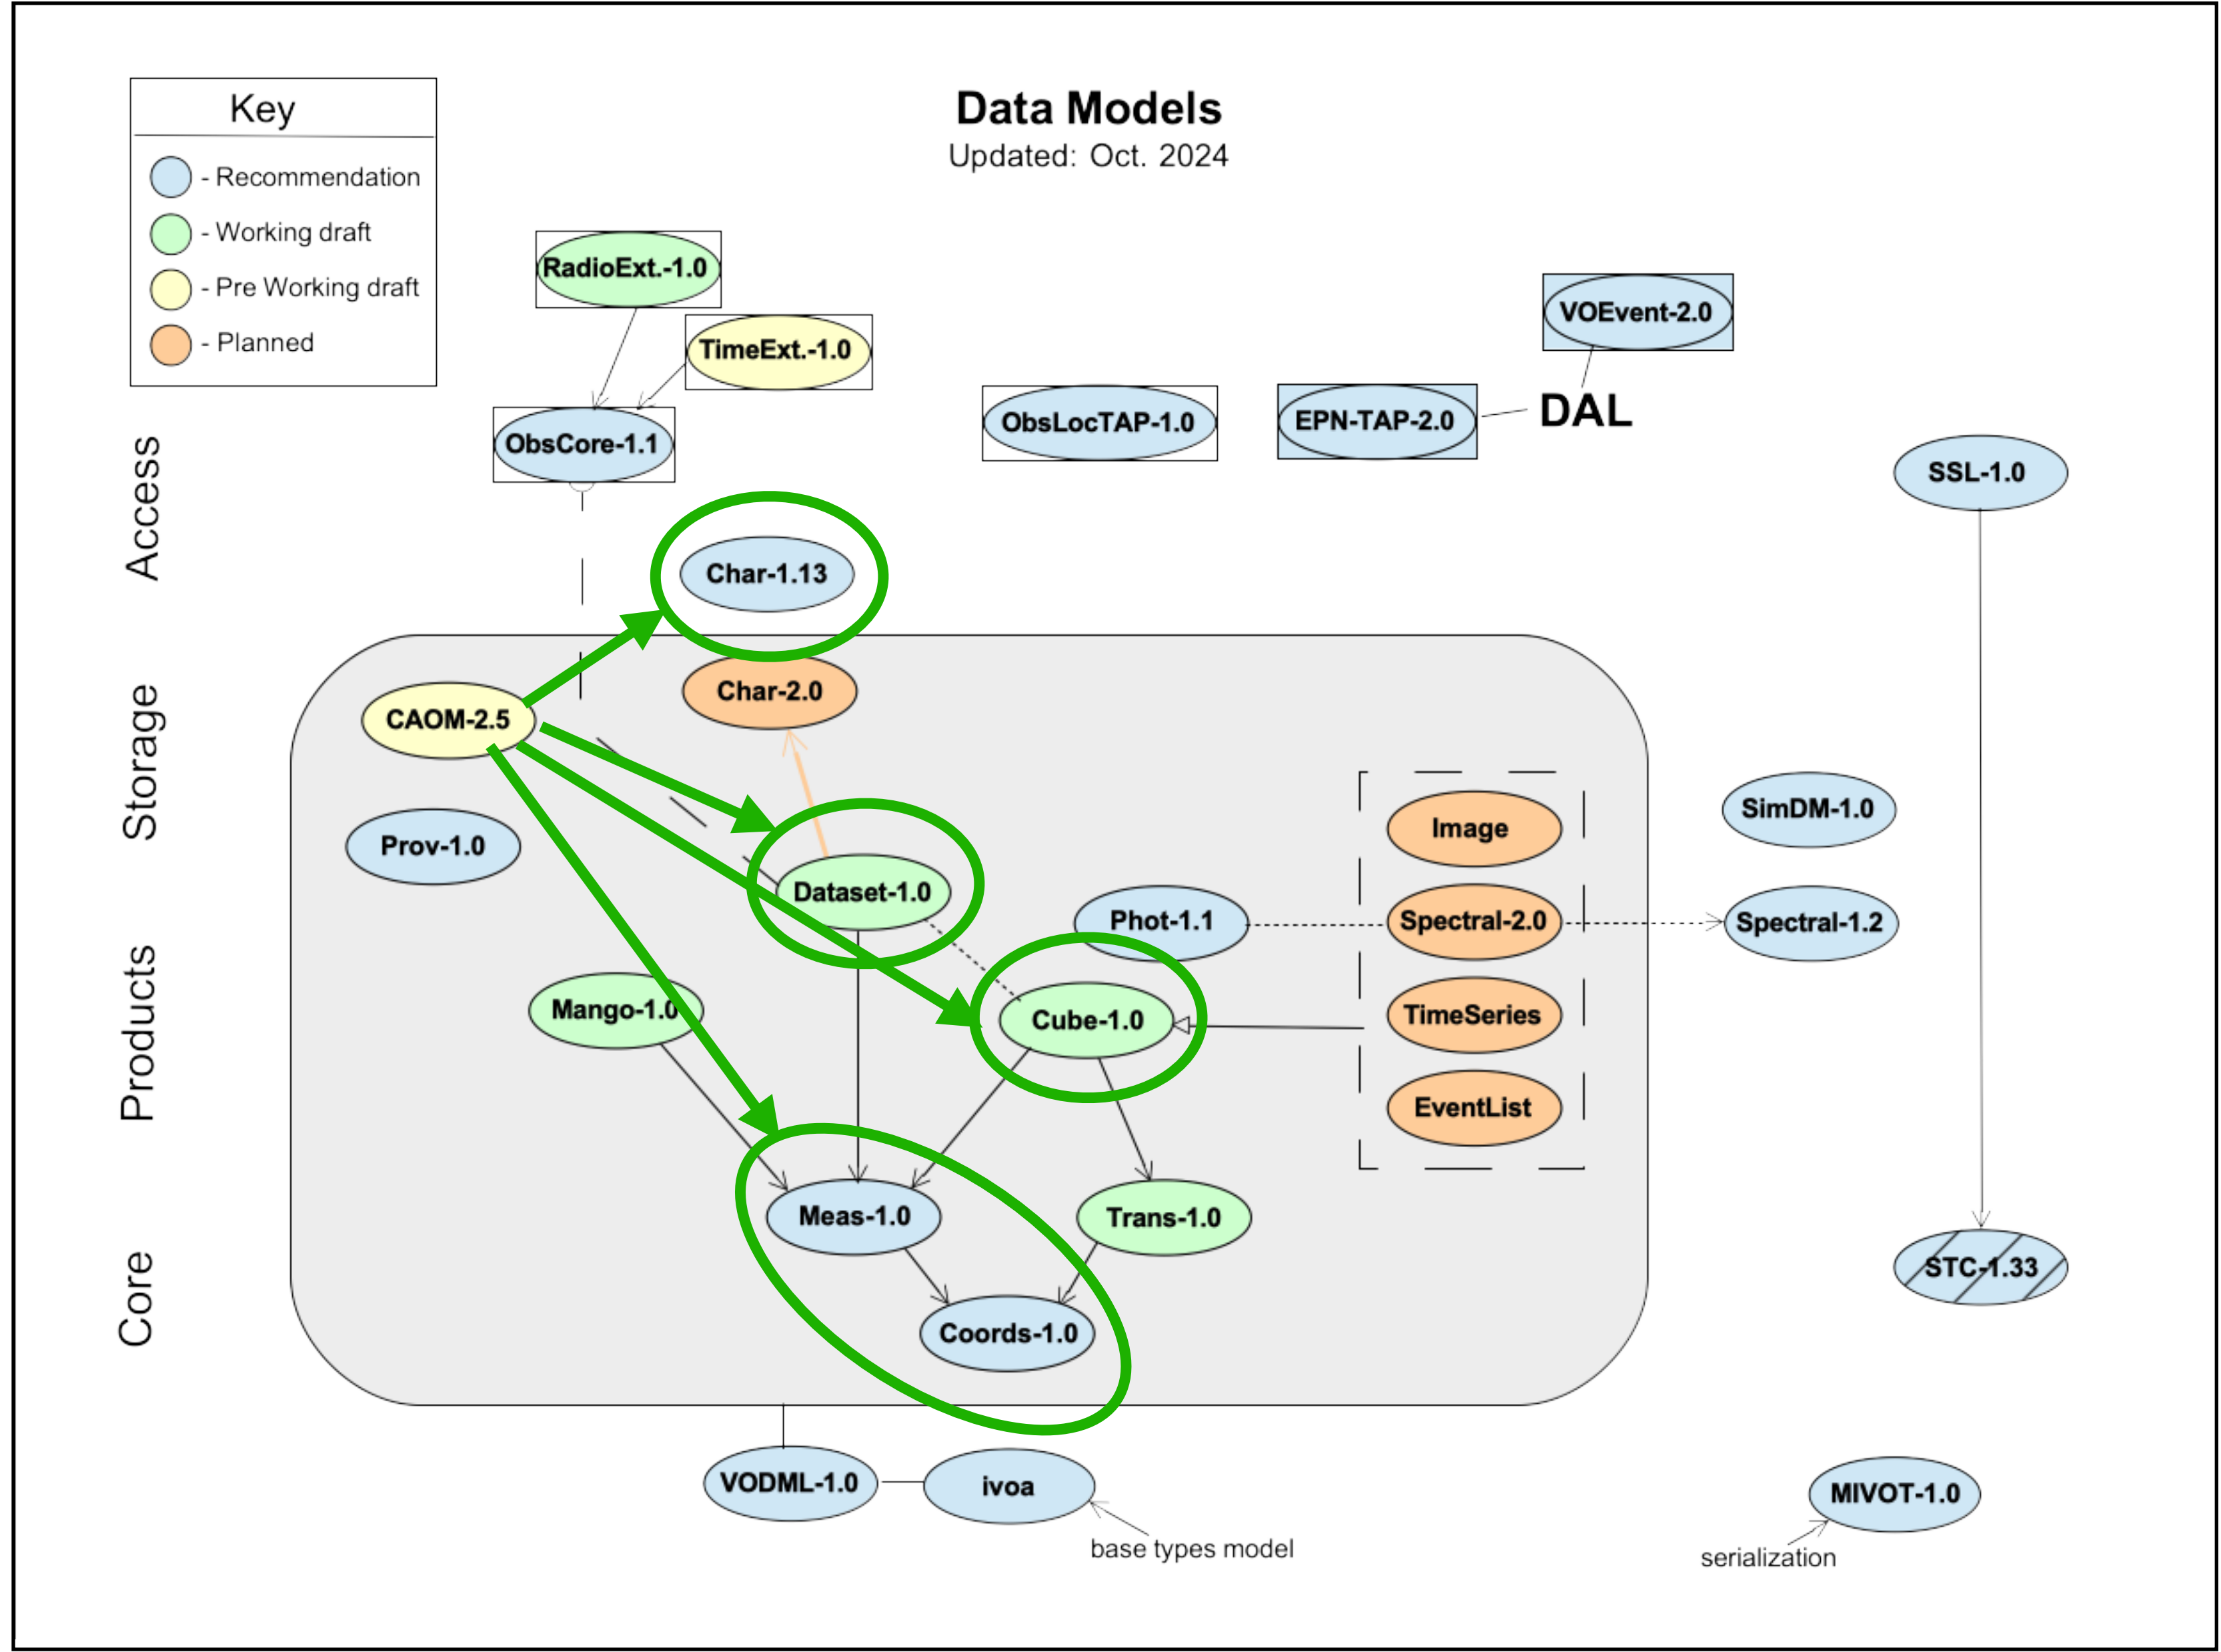 Data Models
Updated: Oct. 2024
Key
- Recommendation
- Working draft
- Pre Working draft
- Planned
RadioExt.-1.0
TimeExt.-1.0
VOEvent-2.0
ObsCore-1.1
ObsLocTAP-1.0
EPN-TAP-2.0
DAL
Access
SSL-1.0
Char-1.13
Storage
CAOM-2.5
Char-2.0
Prov-1.0
Image
SimDM-1.0
Dataset-1.0
Phot-1.1
Spectral-2.0
Spectral-1.2
Products
Mango-1.0
Cube-1.0
TimeSeries
EventList
Core
Meas-1.0
Trans-1.0
STC-1.33
Coords-1.0
VODML-1.0
ivoa
MIVOT-1.0
base types model
serialization